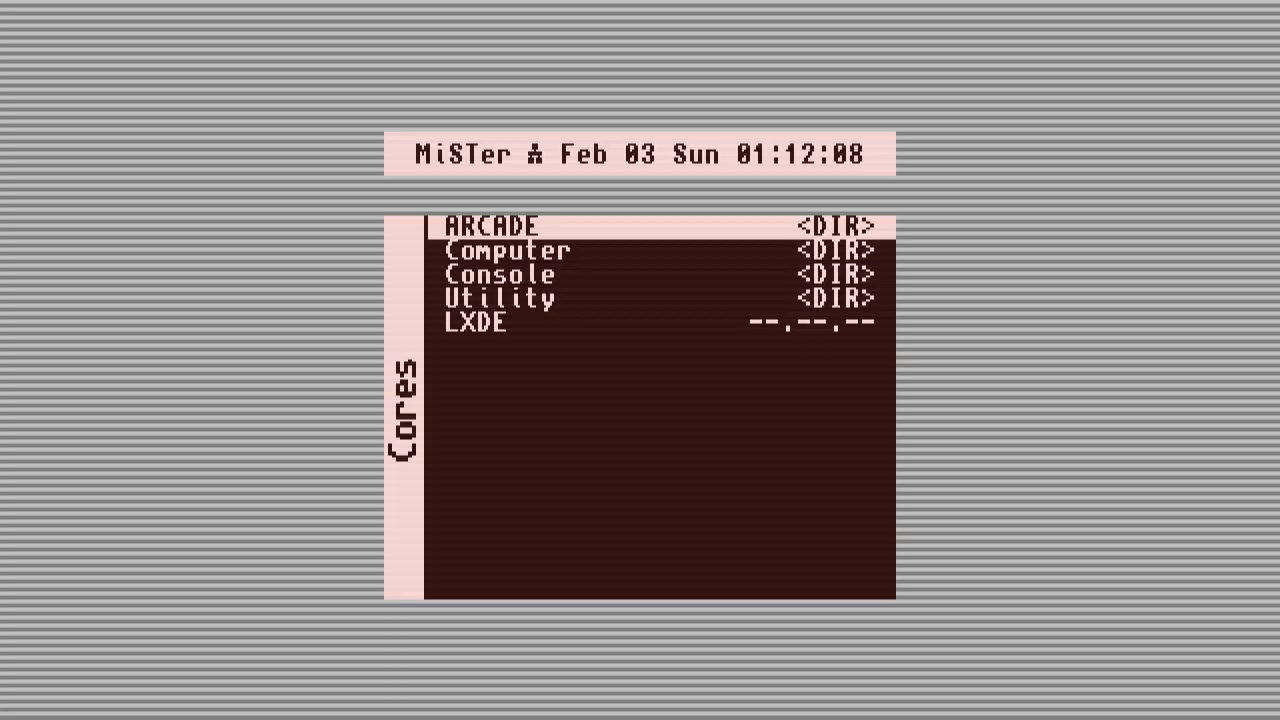 MiSTer Feb 03 Sun 01:12:08
ARCADE <DIR>
Computer <DIR>
Console <DIR>
Utility <DIR>
LXDE --.--.--
Cores